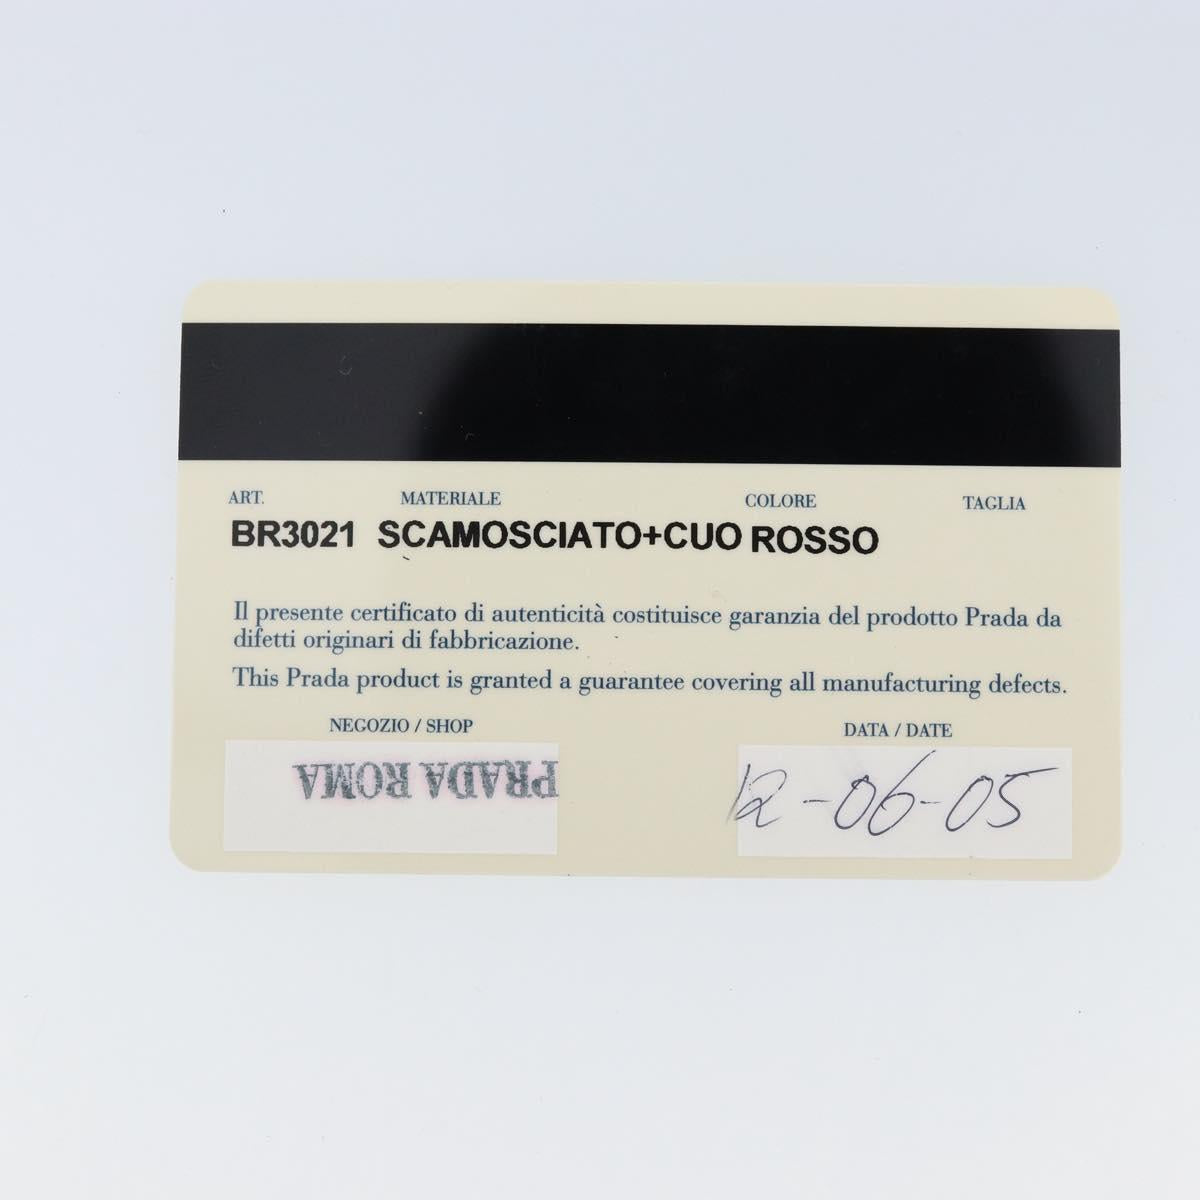 ART. MATERIALE COLORE TAGLIA
BR3021 SCAMOSCIATO+CUO ROSSO
Il presente certificato di autenticità costituisce garanzia del prodotto Prada da
difetti originari di fabbricazione.
This Prada product is granted a guarantee covering all manufacturing defects.
NEGOZIO / SHOP DATA / DATE
PRADA ROMA 12-06-05